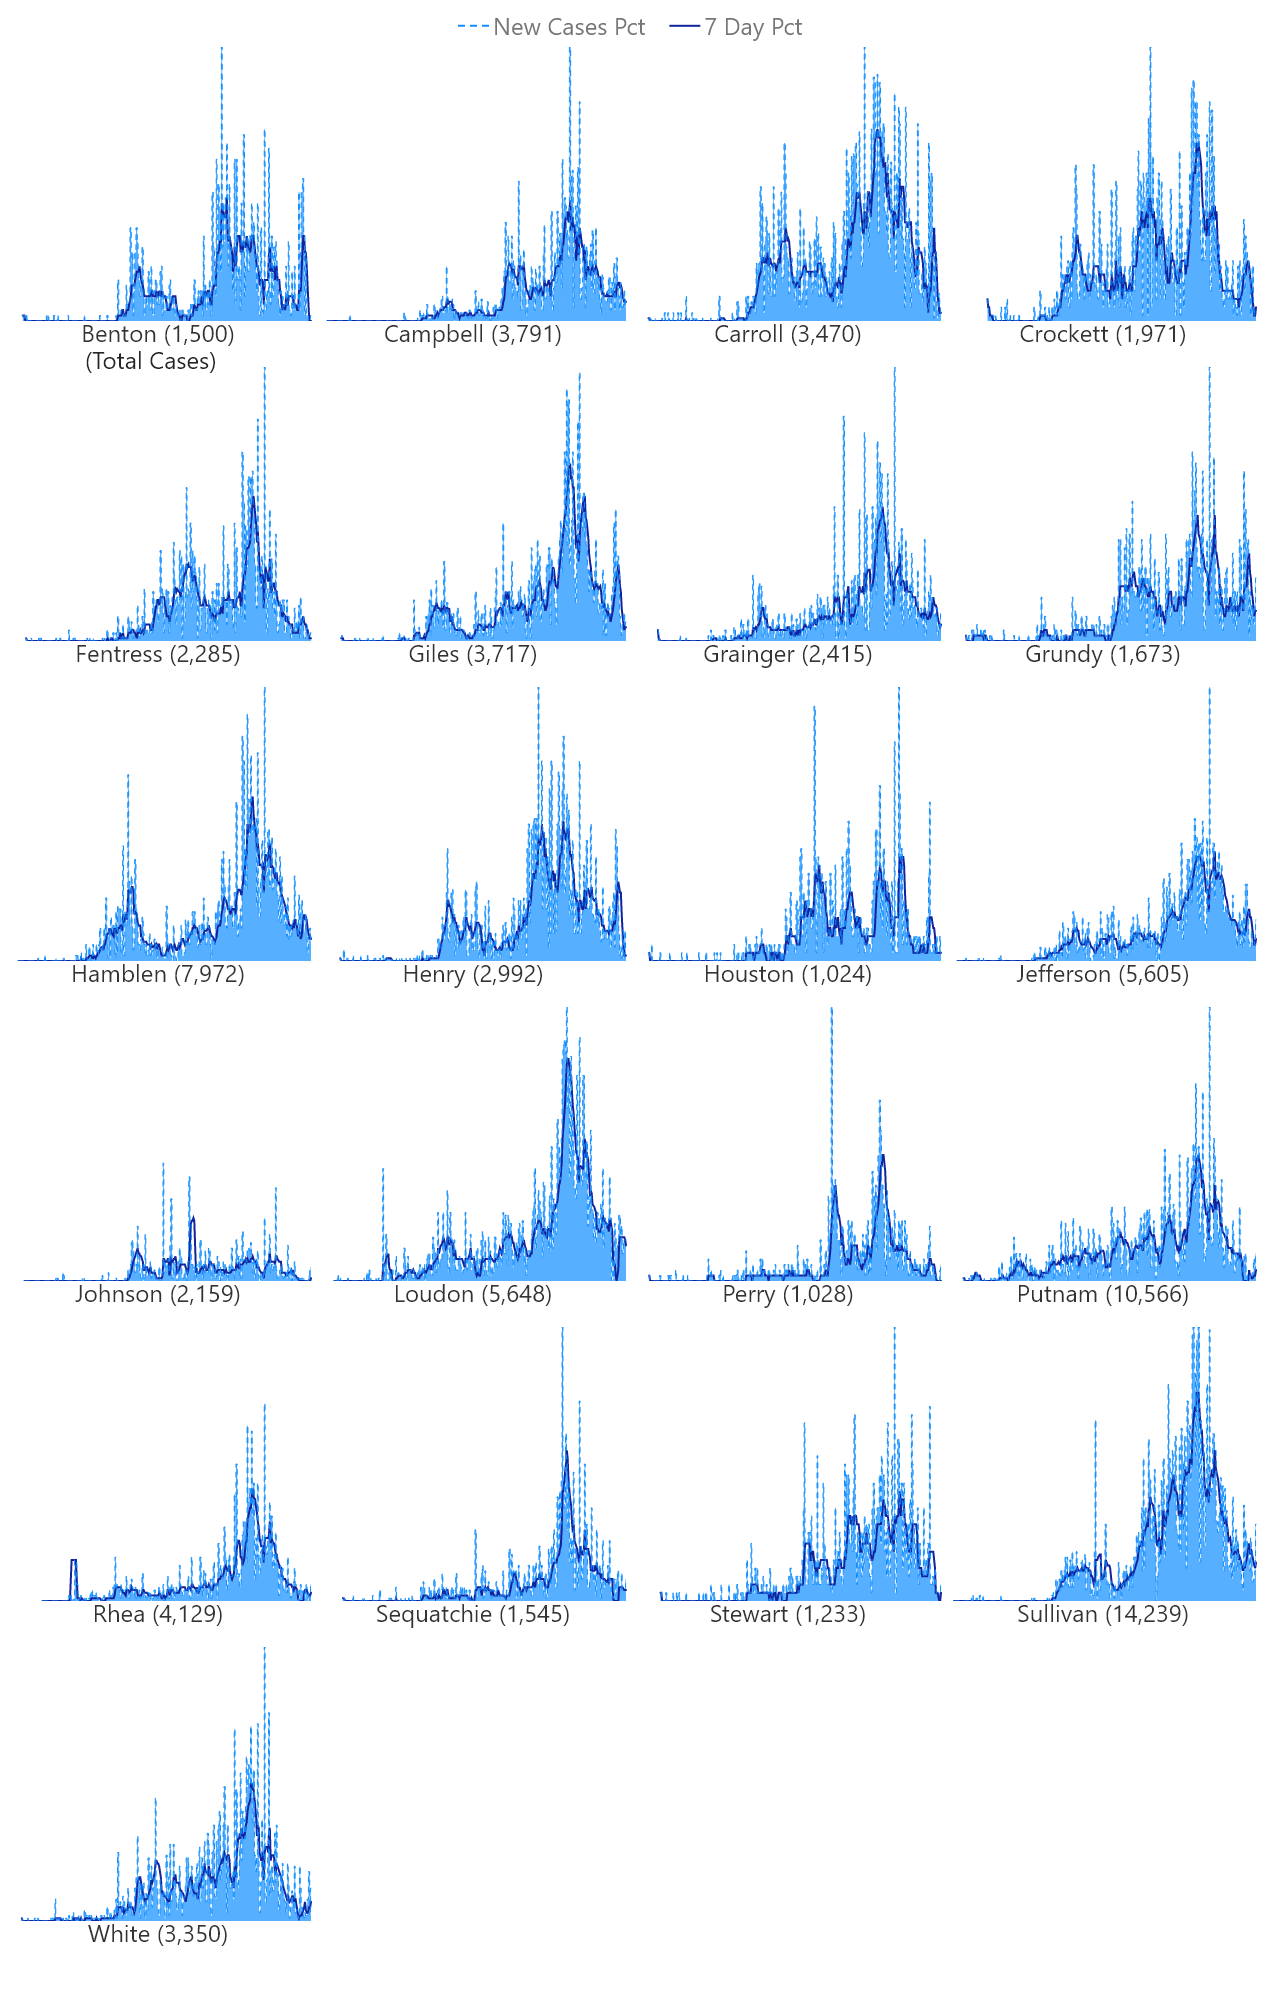 New Cases Pct 7 Day Pct
Benton (1,500) Campbell (3,791) Carroll (3,470) Crockett (1,971)
(Total Cases)
Fentress (2,285) Giles (3,717) Grainger (2,415) Grundy (1,673)
Hamblen (7,972) Henry (2,992) Houston (1,024) Jefferson (5,605)
Johnson (2,159) Loudon (5,648) Perry (1,028) Putnam (10,566)
Rhea (4,129) Sequatchie (1,545) Stewart (1,233) Sullivan (14,239)
White (3,350)